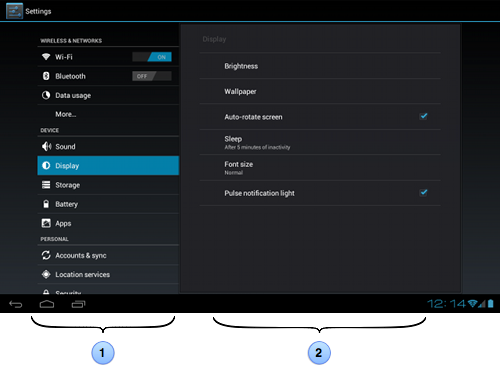 Settings
WIRELESS & NETWORKS
Wi-Fi ON
Bluetooth OFF
Data usage
More...
DEVICE
Sound
Display
Storage
Battery
Apps
PERSONAL
Accounts & sync
Location services
Security
Display
Brightness
Wallpaper
Auto-rotate screen
Sleep
After 5 minutes of inactivity
Font size
Normal
Pulse notification light
12:14
1
2